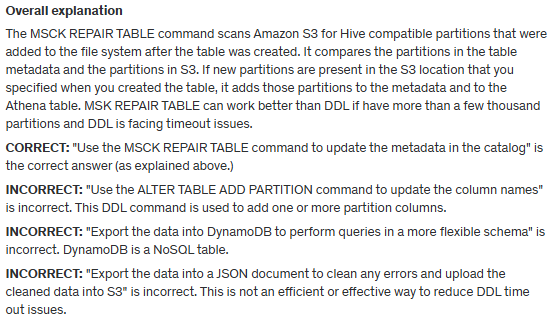 Overall explanation
The MSCK REPAIR TABLE command scans Amazon S3 for Hive compatible partitions that were
added to the file system after the table was created. It compares the partitions in the table
metadata and the partitions in S3. If new partitions are present in the S3 location that you
specified when you created the table, it adds those partitions to the metadata and to the
Athena table. MSK REPAIR TABLE can work better than DDL if have more than a few thousand
partitions and DDL is facing timeout issues.
CORRECT: "Use the MSCK REPAIR TABLE command to update the metadata in the catalog" is
the correct answer (as explained above.)
INCORRECT: "Use the ALTER TABLE ADD PARTITION command to update the column names"
is incorrect. This DDL command is used to add one or more partition columns.
INCORRECT: "Export the data into DynamoDB to perform queries in a more flexible schema" is
incorrect. DynamoDB is a NoSQL table.
INCORRECT: "Export the data into a JSON document to clean any errors and upload the
cleaned data into S3" is incorrect. This is not an efficient or effective way to reduce DDL time
out issues.